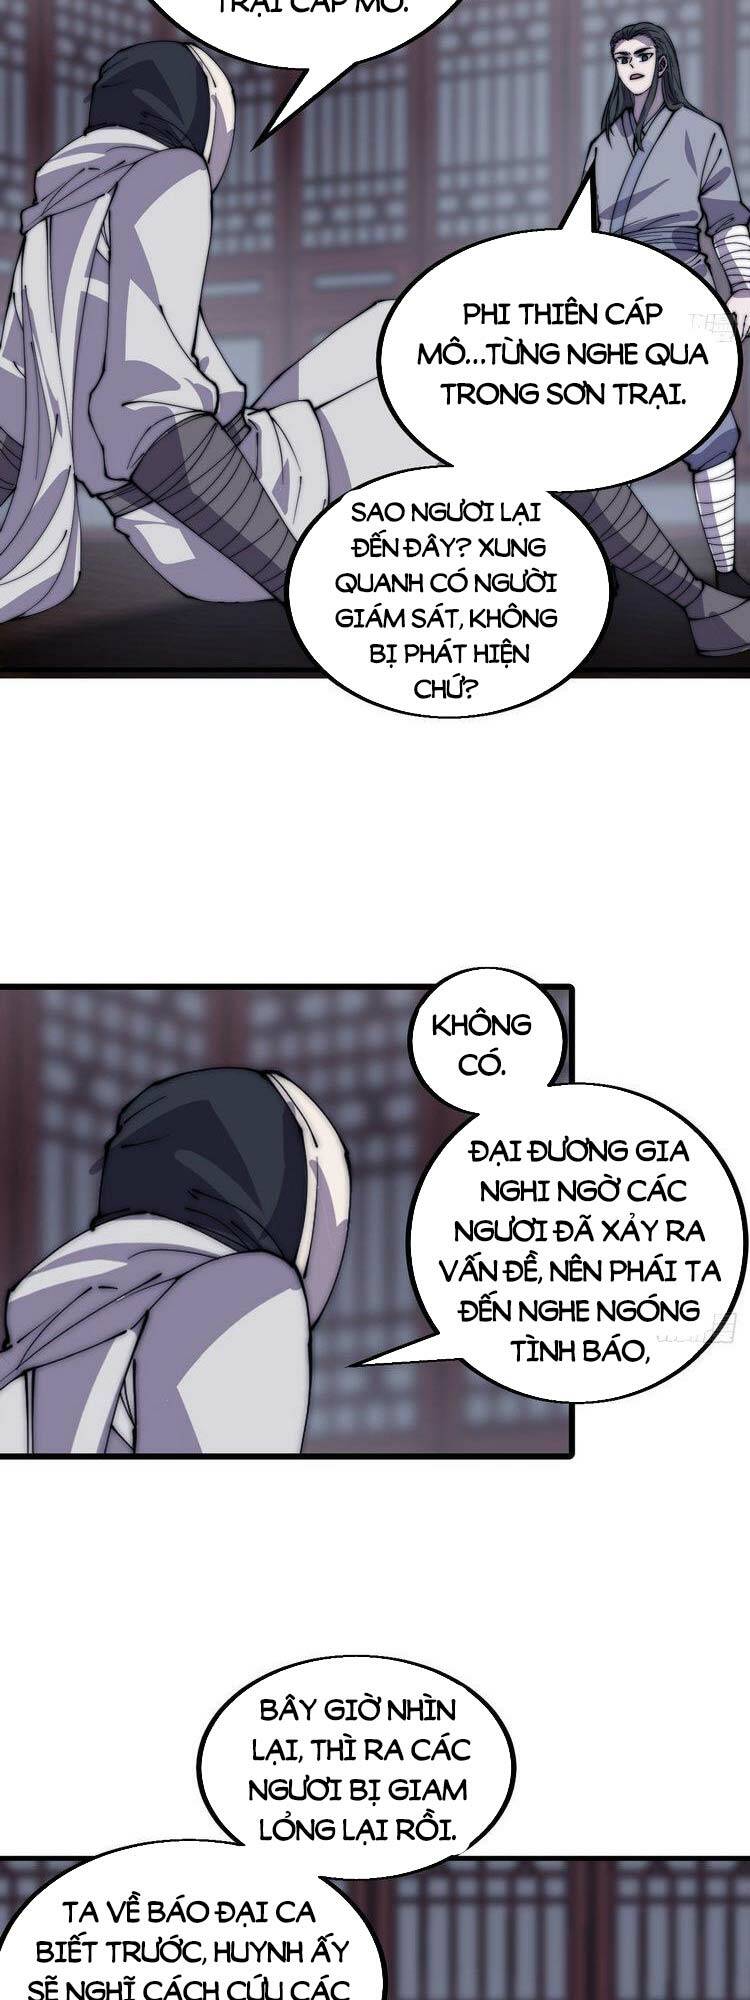 TRẠI CÁP MÔ.
PHI THIÊN CÁP
MÔ...TỪNG NGHE QUA
TRONG SƠN TRẠI.
SAO NGƯƠI LẠI
ĐẾN ĐÂY? XUNG
QUANH CÓ NGƯỜI
GIÁM SÁT, KHÔNG
BỊ PHÁT HIỆN
CHỨ?
KHÔNG
CÓ.
ĐẠI ĐƯƠNG GIA
NGHI NGỜ CÁC
NGƯƠI ĐÃ XẢY RA
VẤN ĐỀ, NÊN PHÁI TA
ĐẾN NGHE NGÓNG
TÌNH BÁO,
BÂY GIỜ NHÌN
LẠI, THÌ RA CÁC
NGƯƠI BỊ GIAM
LỎNG LẠI RỒI.
TA VỀ BÁO ĐẠI CA
BIẾT TRƯỚC, HUYNH ẤY
SẼ NGHĨ CÁCH CỨU CÁC